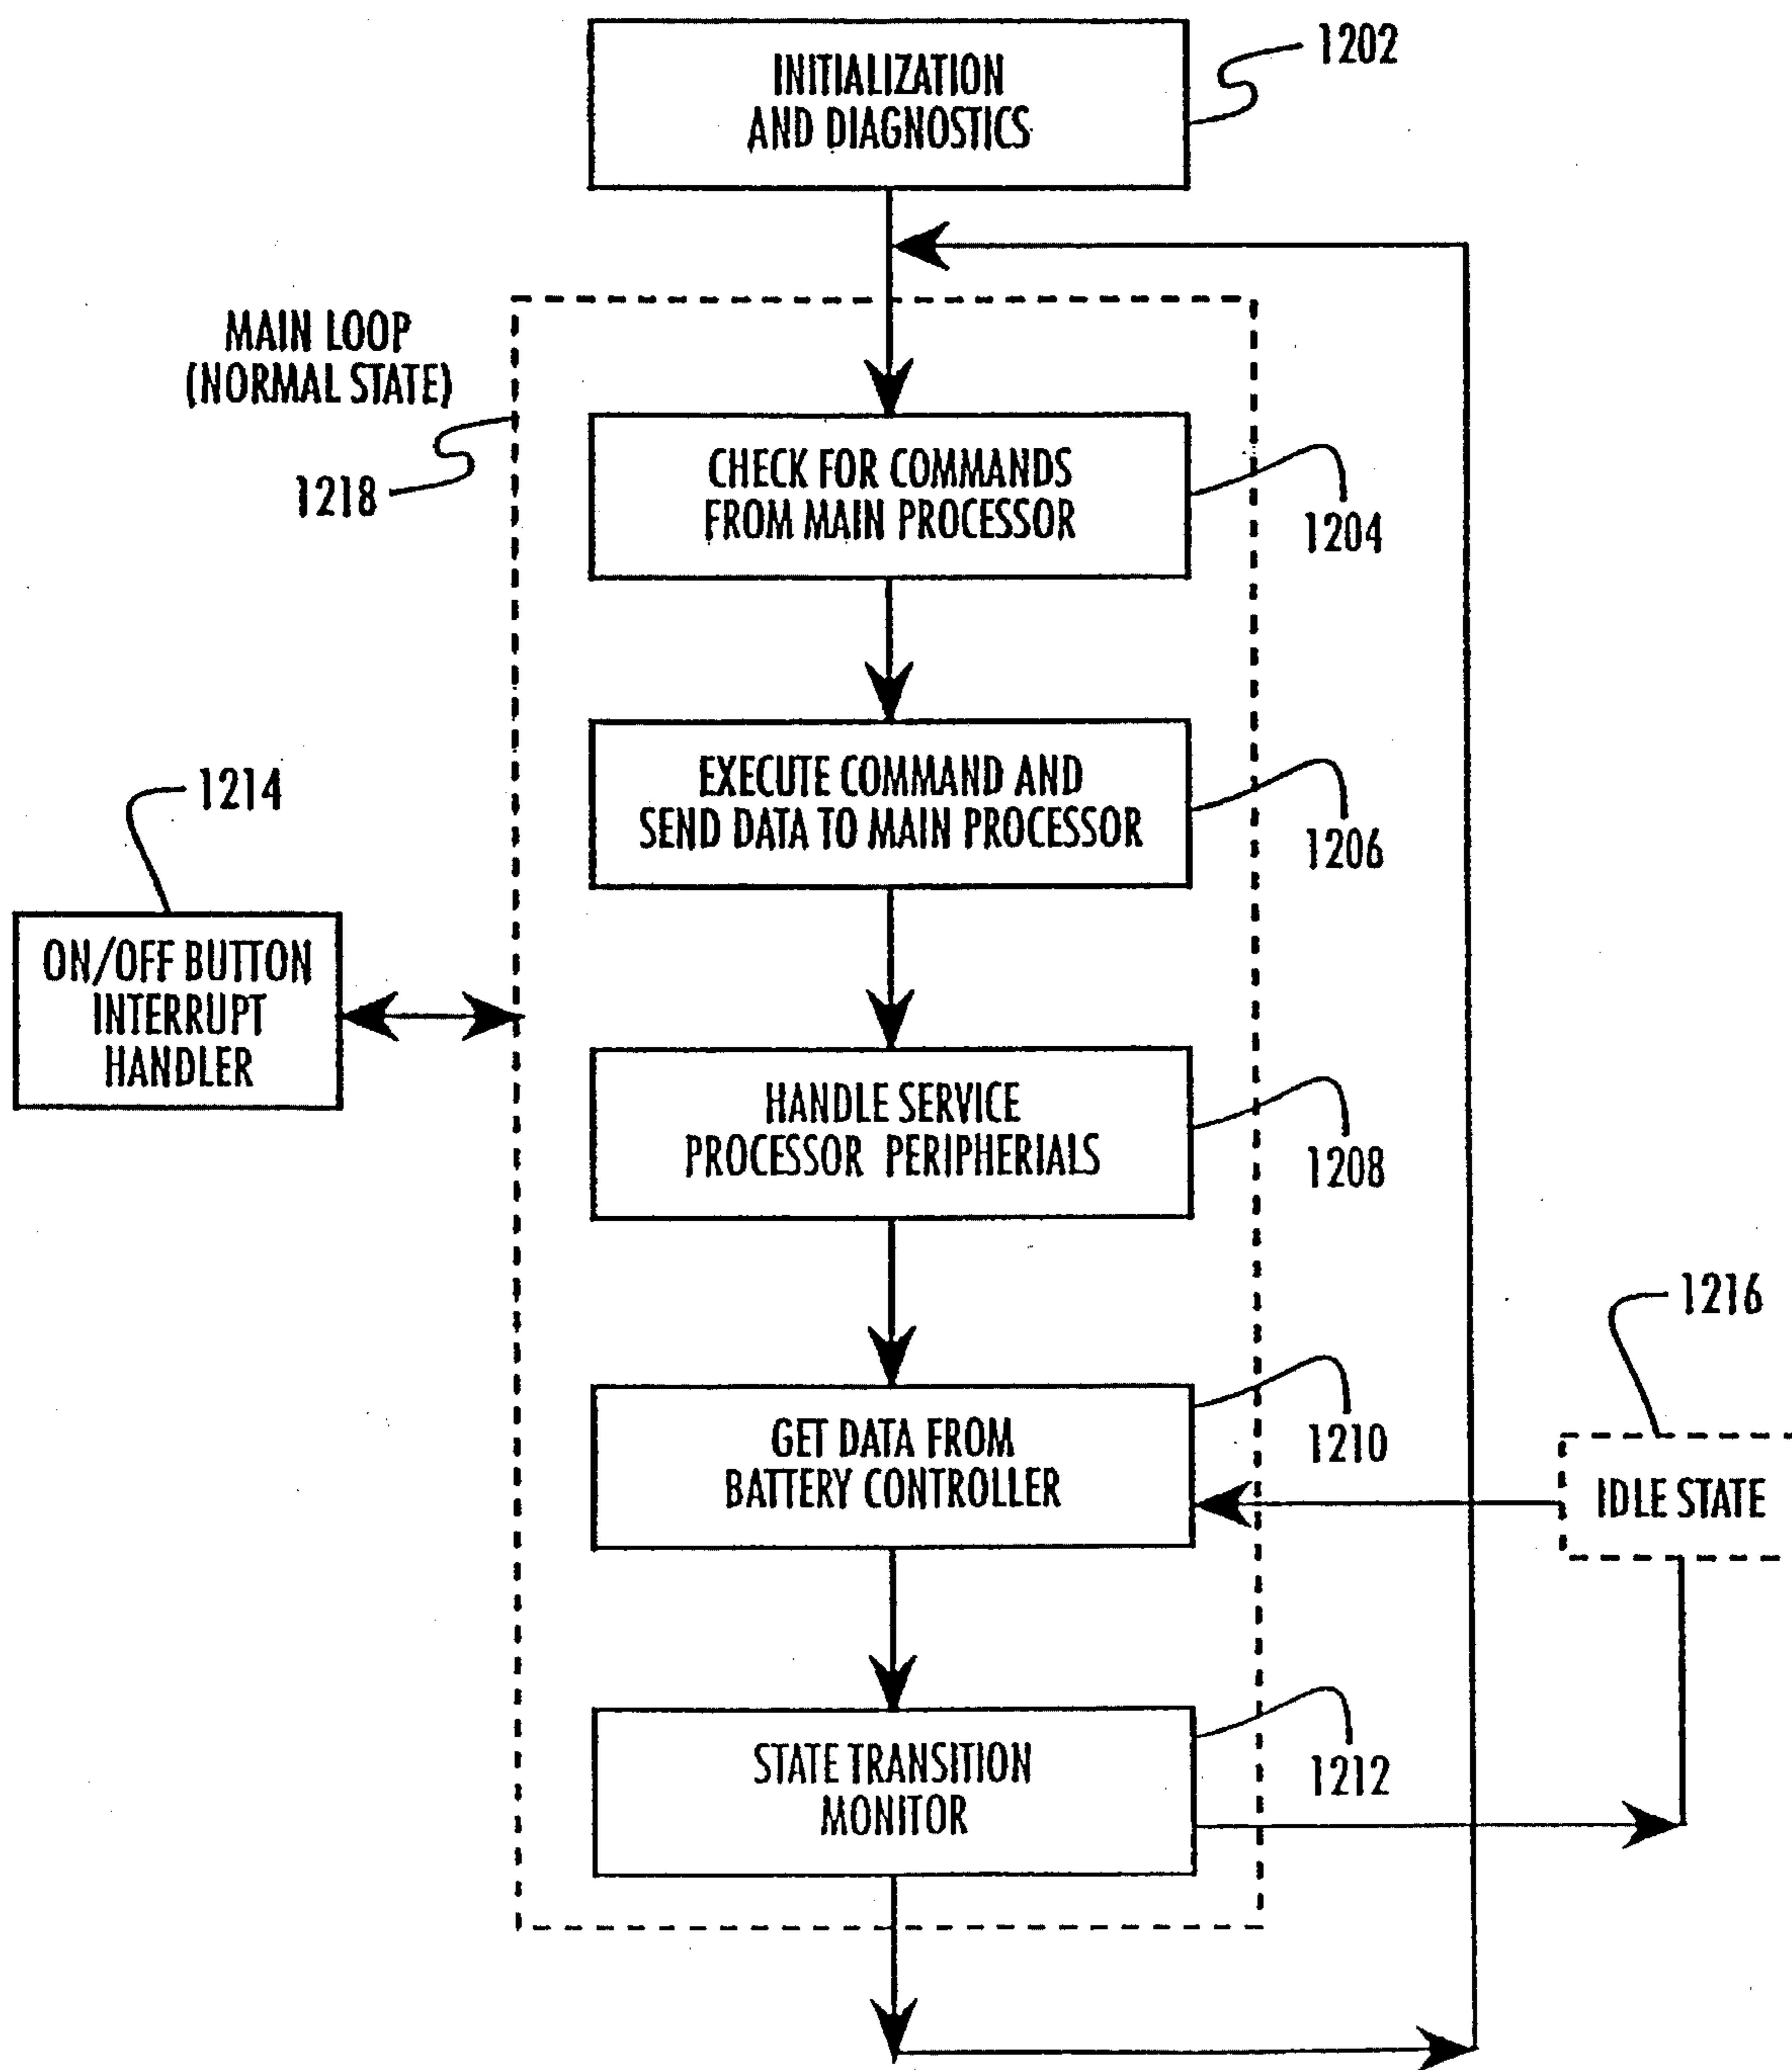 INITIALIZATION
AND DIAGNOSTICS
1202
MAIN LOOP
(NORMAL STATE)
1218
CHECK FOR COMMANDS
FROM MAIN PROCESSOR
1204
EXECUTE COMMAND AND
SEND DATA TO MAIN PROCESSOR
1206
1214
ON/OFF BUTTON
INTERRUPT
HANDLER
HANDLE SERVICE
PROCESSOR PERIPHERIALS
1208
1216
GET DATA FROM
BATTERY CONTROLLER
1210
IDLE STATE
STATE TRANSITION
MONITOR
1212